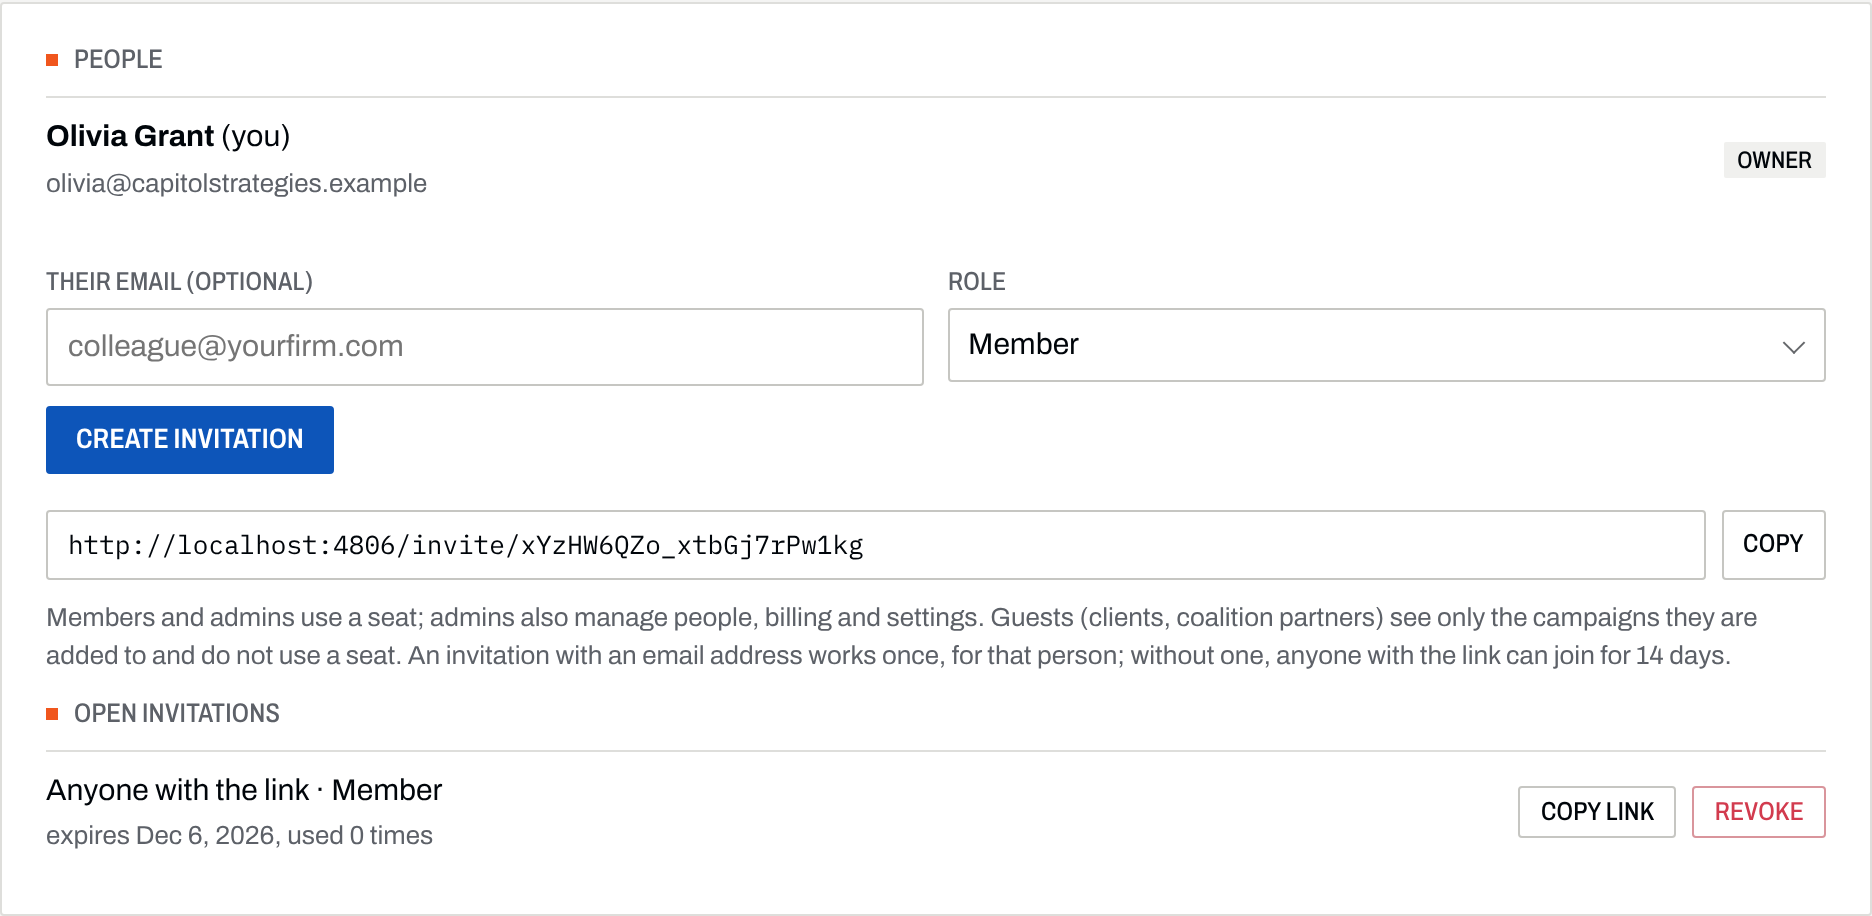 PEOPLE
Olivia Grant (you)
olivia@capitolstrategies.example
OWNER
THEIR EMAIL (OPTIONAL)
ROLE
colleague@yourfirm.com
Member
CREATE INVITATION
http://localhost:4806/invite/xYzHW6QZo_xtbGj7rPw1kg
COPY
Members and admins use a seat; admins also manage people, billing and settings. Guests (clients, coalition partners) see only the campaigns they are
added to and do not use a seat. An invitation with an email address works once, for that person; without one, anyone with the link can join for 14 days.
OPEN INVITATIONS
Anyone with the link · Member
expires Dec 6, 2026, used 0 times
COPY LINK
REVOKE